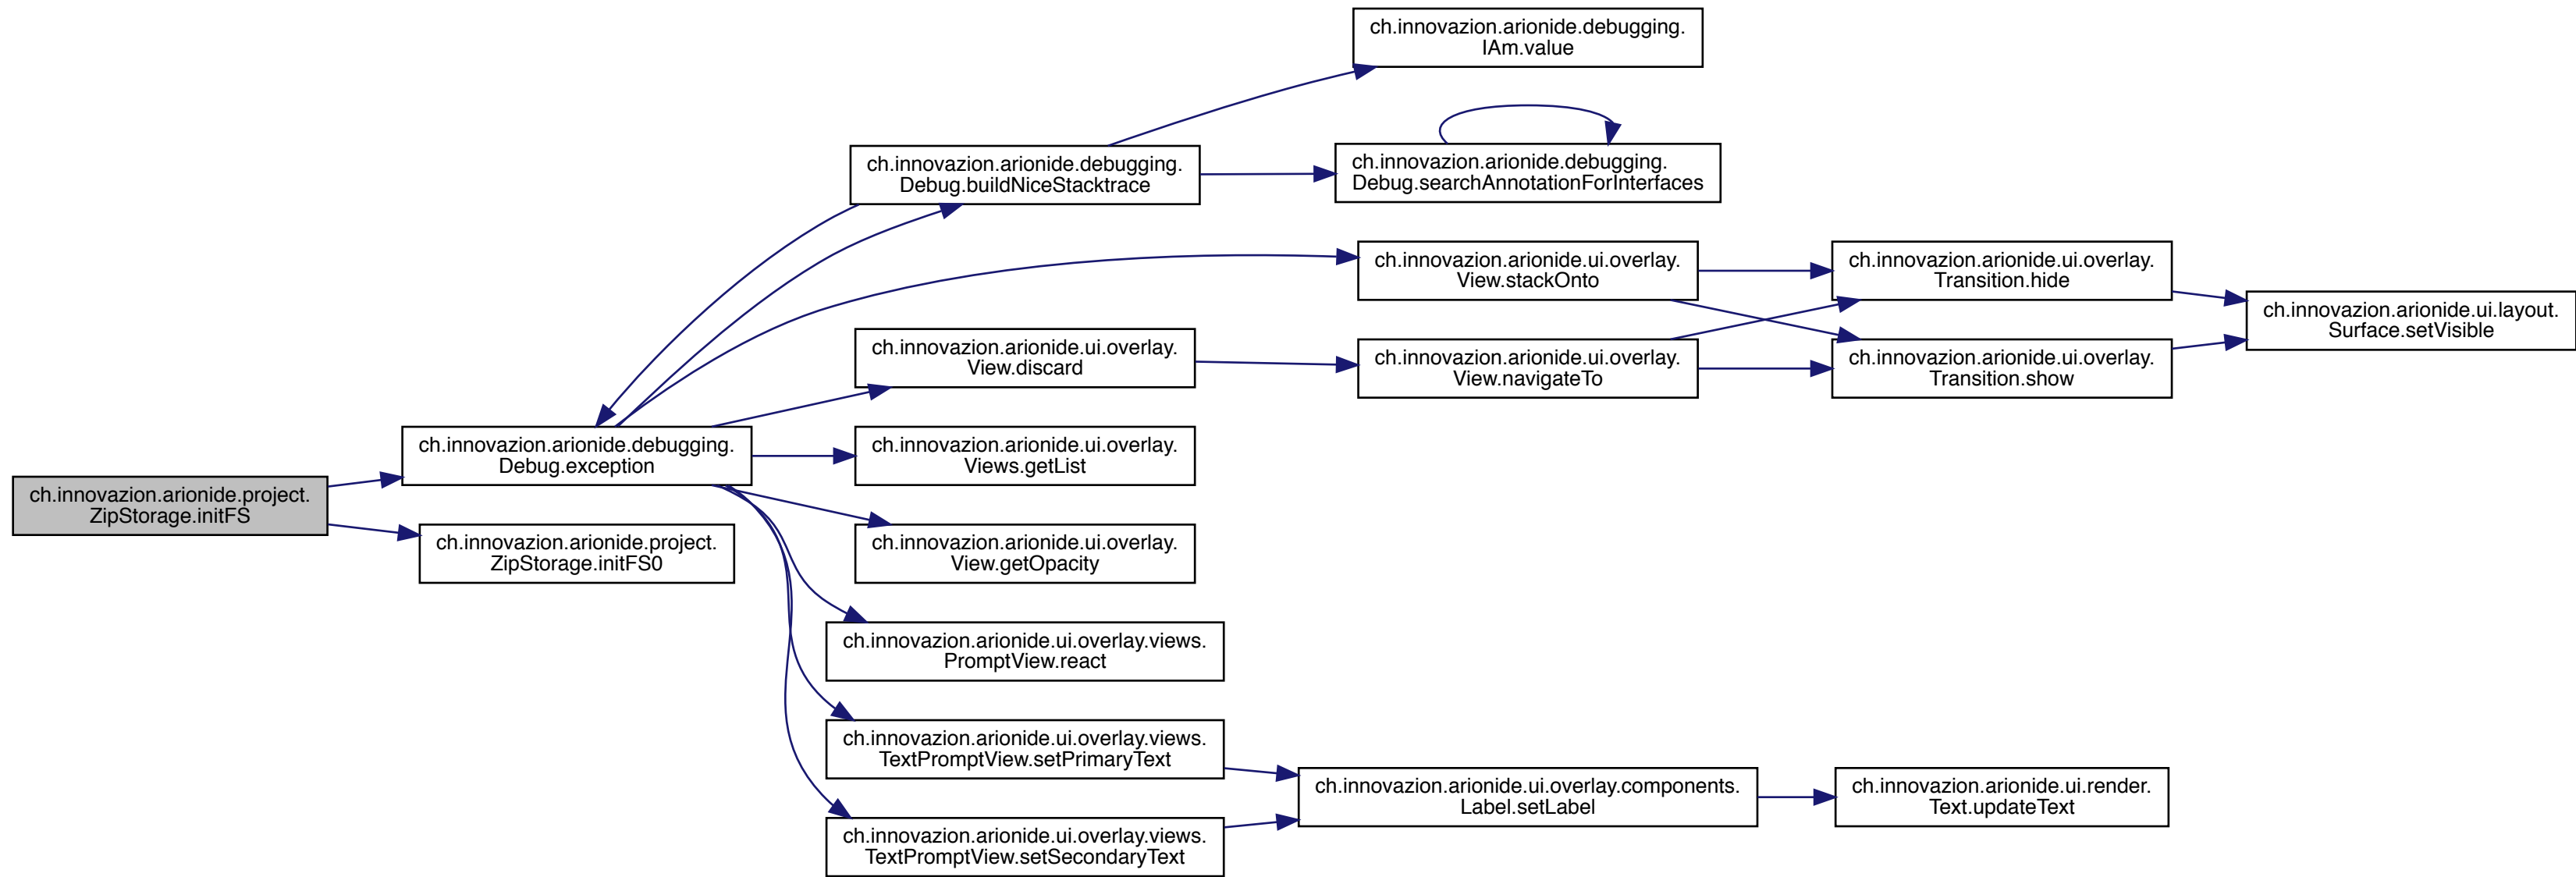 ch.innovazion.arionide.project.
ZipStorage.initFS
ch.innovazion.arionide.debugging.
Debug.exception
ch.innovazion.arionide.project.
ZipStorage.initFS0
ch.innovazion.arionide.debugging.
Debug.buildNiceStacktrace
ch.innovazion.arionide.ui.overlay.
View.discard
ch.innovazion.arionide.ui.overlay.
Views.getList
ch.innovazion.arionide.ui.overlay.
View.getOpacity
ch.innovazion.arionide.ui.overlay.views.
PromptView.react
ch.innovazion.arionide.ui.overlay.views.
TextPromptView.setPrimaryText
ch.innovazion.arionide.ui.overlay.views.
TextPromptView.setSecondaryText
ch.innovazion.arionide.debugging.
IAm.value
ch.innovazion.arionide.debugging.
Debug.searchAnnotationForInterfaces
ch.innovazion.arionide.ui.overlay.
View.stackOnto
ch.innovazion.arionide.ui.overlay.
View.navigateTo
ch.innovazion.arionide.ui.overlay.components.
Label.setLabel
ch.innovazion.arionide.ui.overlay.
Transition.hide
ch.innovazion.arionide.ui.overlay.
Transition.show
ch.innovazion.arionide.ui.render.
Text.updateText
ch.innovazion.arionide.ui.layout.
Surface.setVisible